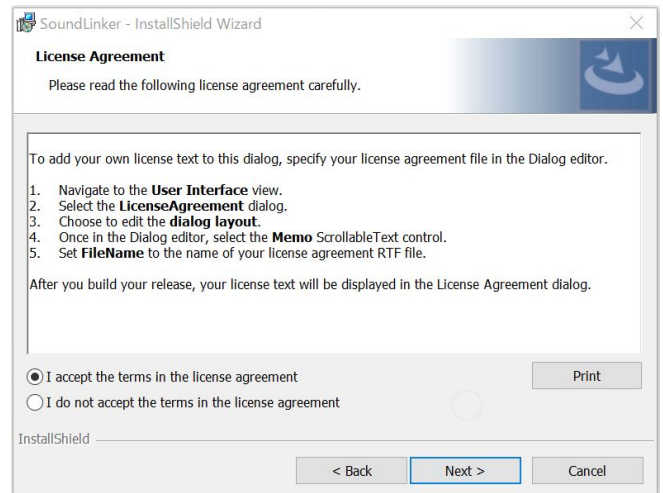 SoundLinker - InstallShield Wizard
License Agreement
Please read the following license agreement carefully.
To add your own license text to this dialog, specify your license agreement file in the Dialog editor.
1. Navigate to the User Interface view.
2. Select the LicenseAgreement dialog.
3. Choose to edit the dialog layout.
4. Once in the Dialog editor, select the Memo ScrollableText control.
5. Set FileName to the name of your license agreement RTF file.
After you build your release, your license text will be displayed in the License Agreement dialog.
I accept the terms in the license agreement
Print
I do not accept the terms in the license agreement
InstallShield
< Back
Next >
Cancel